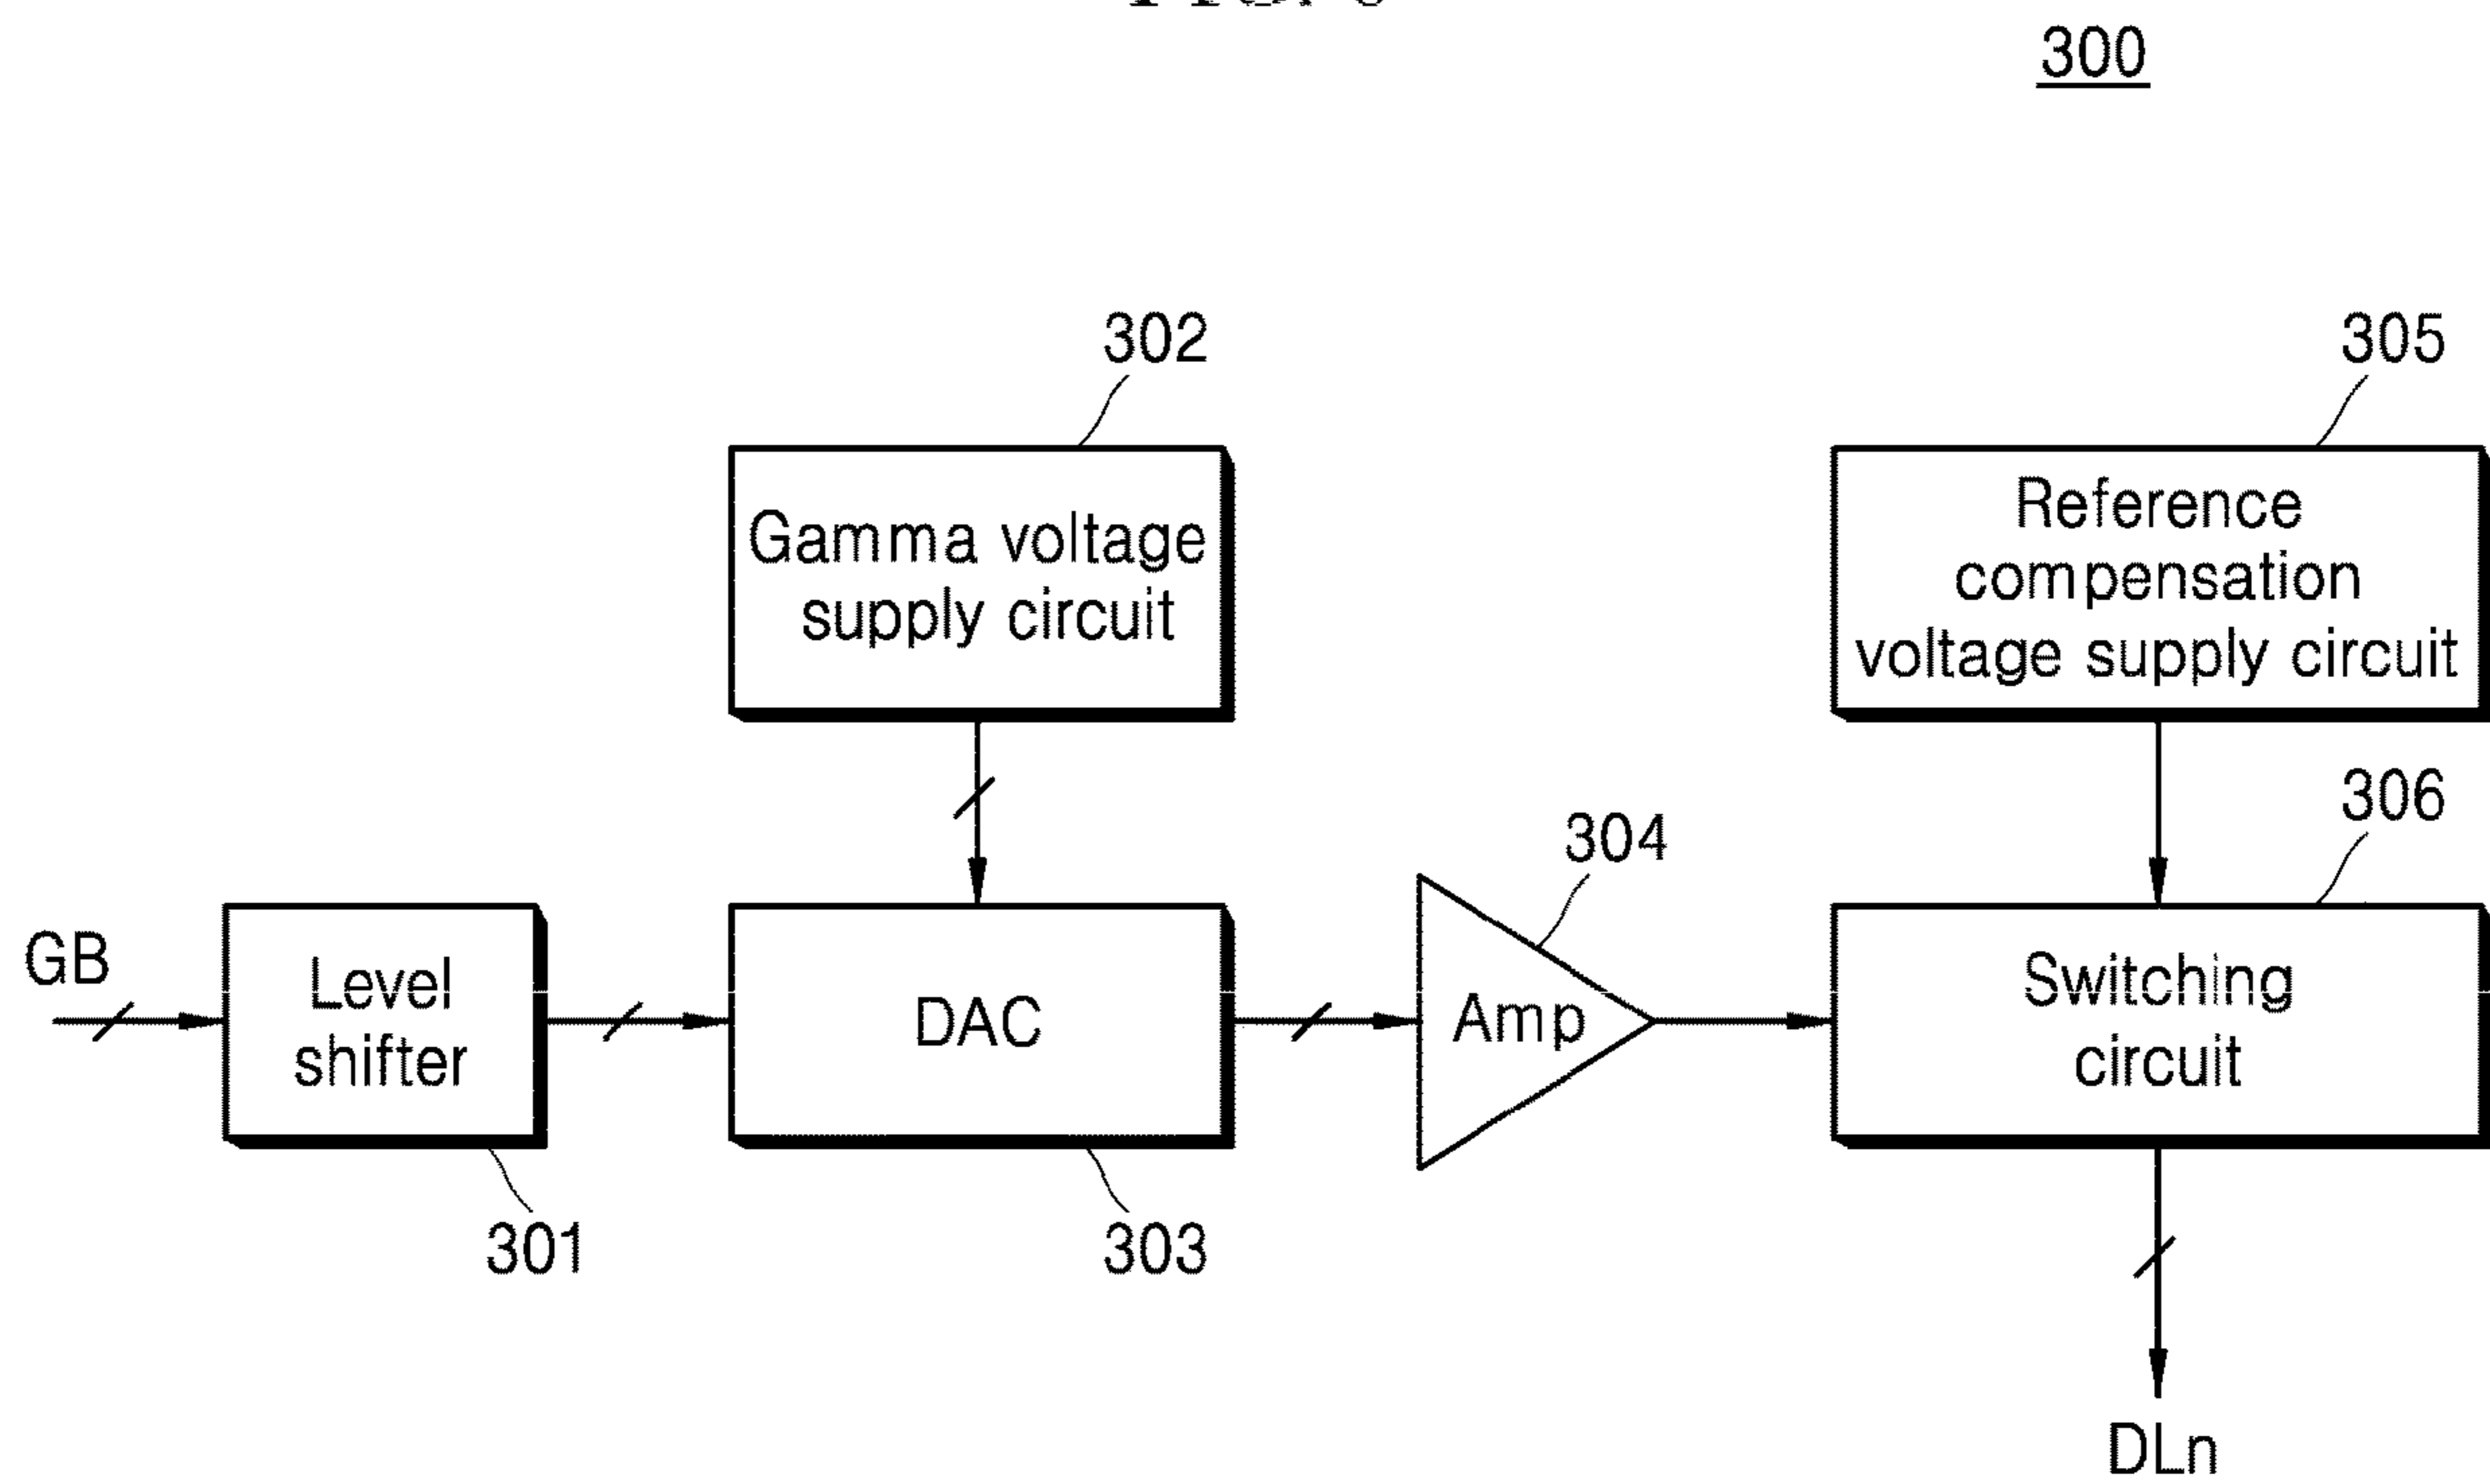 300
302
305
Gamma voltage
supply circuit
Reference
compensation
voltage supply circuit
304
306
GB
Level
shifter
DAC
Amp
Switching
circuit
301
303
DLn